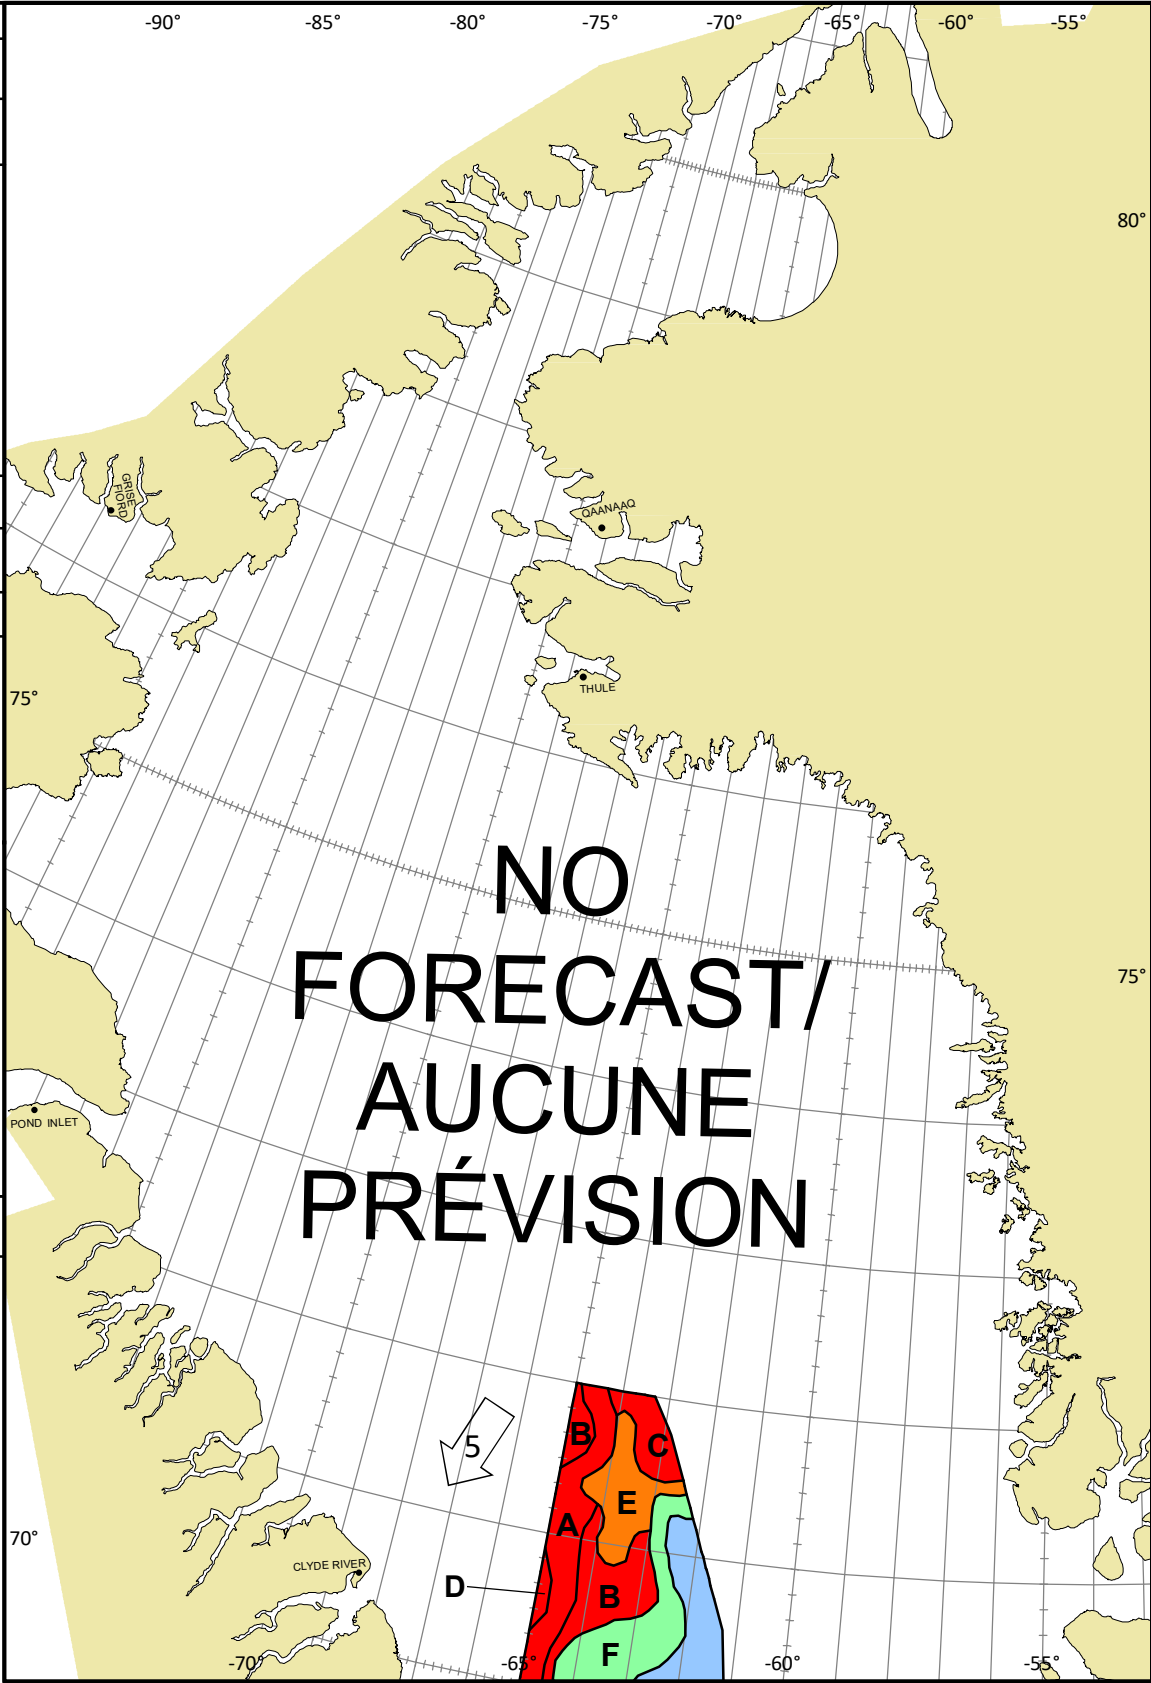 -90° -85° -80° -75° -70° -65° -60° -55°
80°
GRISE
FIORD
QAANAAQ
THULE
75°
NO
FORECAST/
75°
AUCUNE
POND INLET
PRÉVISION
B
C
5
E
A
70°
CLYDE RIVER
D
B
F
-70° -65° -60° -55°